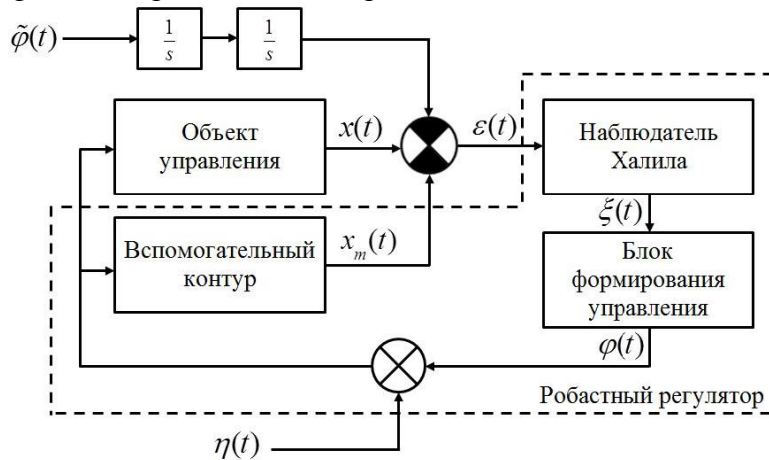 φ̃(t)
1/s
1/s
Объект
управления
x(t)
ε(t)
Наблюдатель
Халила
ξ(t)
Вспомогательный
контур
x_m(t)
Блок
формирования
управления
φ(t)
Робастный регулятор
η(t)